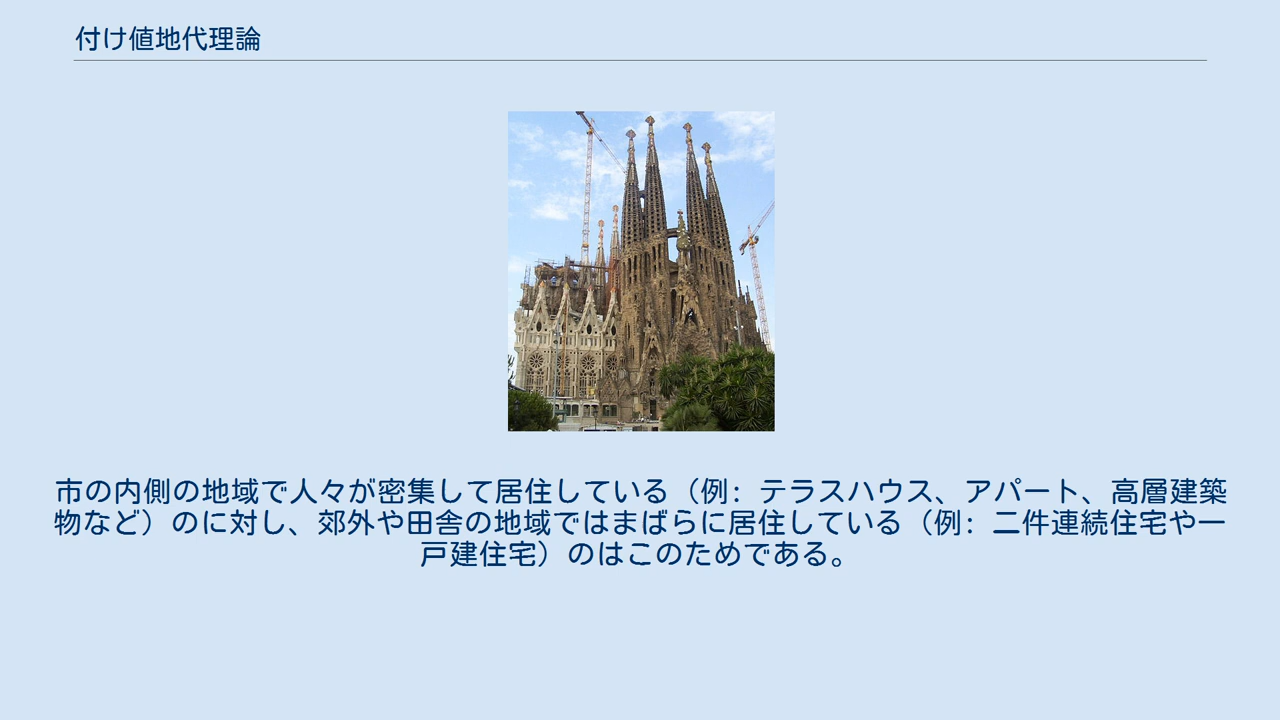 付け値地代理論
市の内側の地域で人々が密集して居住している（例：テラスハウス、アパート、高層建築
物など）のに対し、郊外や田舎の地域ではまばらに居住している（例：二件連続住宅や一
戸建住宅）のはこのためである。